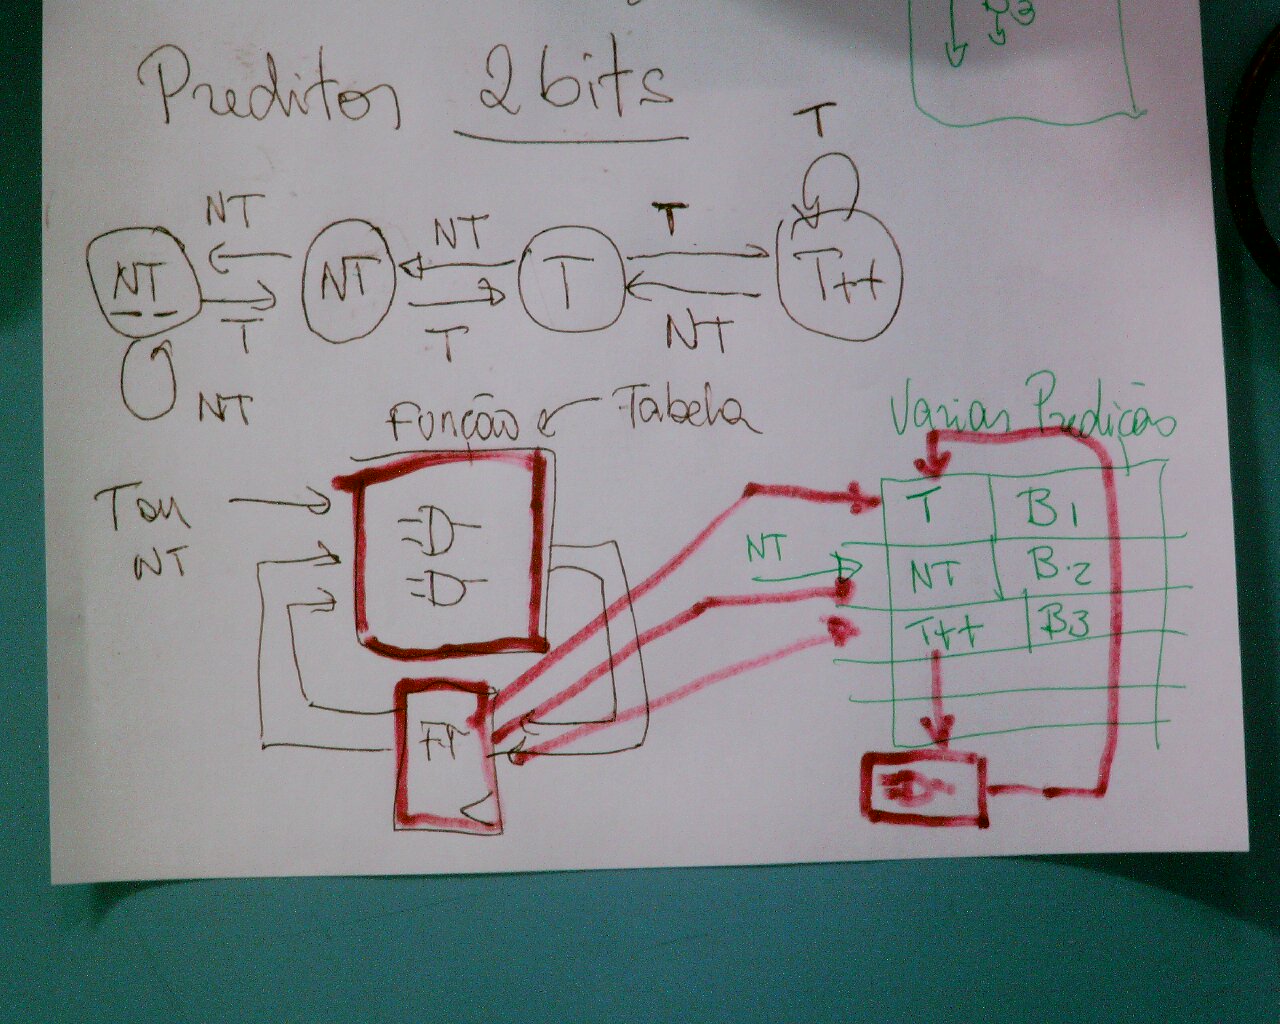 Preditor 2 bits
T
NT NT T
NT -- NT T T++
T T NT
NT
Função Tabela
Varias Predição
T ou
NT
NT
T B1
NT B2
T++ B3
FF